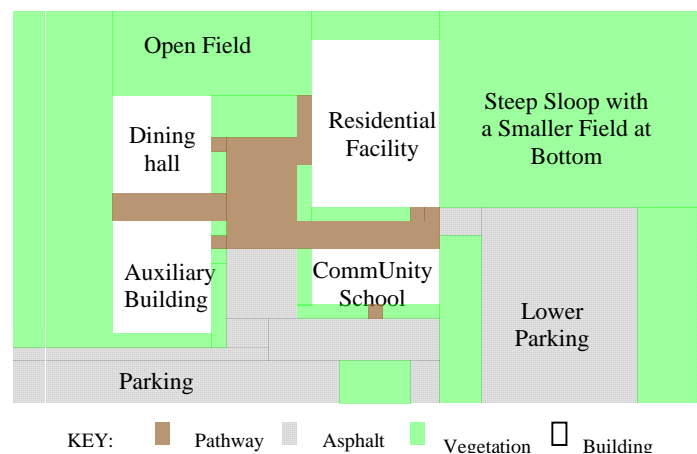 Open Field
Steep Sloop with
a Smaller Field at
Bottom
Dining
hall
Residential
Facility
Auxiliary
Building
CommUnity
School
Lower
Parking
Parking
KEY: Pathway Asphalt Vegetation Building